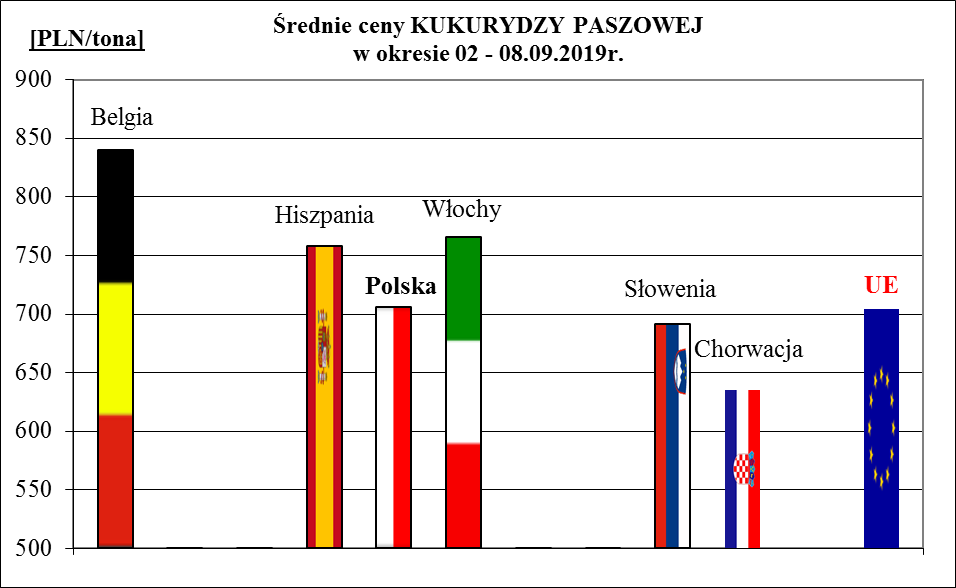 Średnie ceny KUKURYDZY PASZOWEJ
w okresie 02 - 08.09.2019r.
[PLN/tona]
900
850
800
750
700
650
600
550
500
Belgia
Hiszpania
Polska
Włochy
Słowenia
Chorwacja
UE